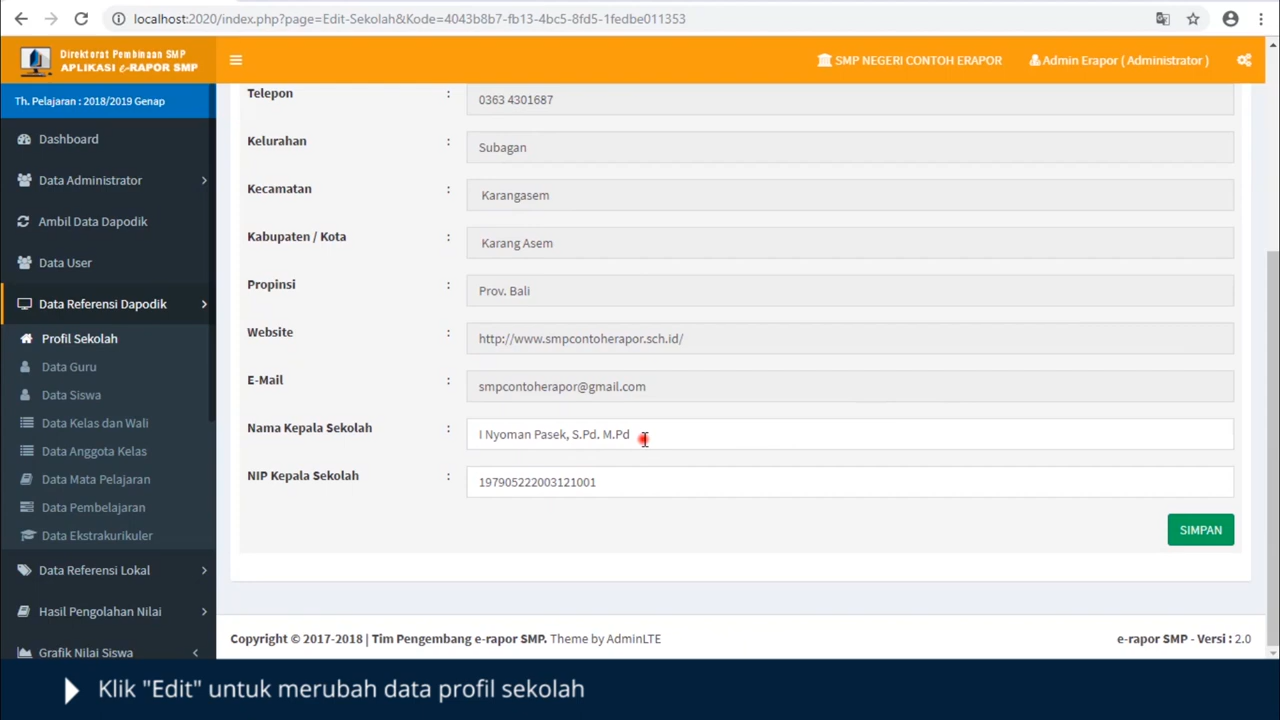 localhost:2020/index.php?page=Edit-Sekolah&Kode=4043b8b7-fb13-4bc5-8fd5-1fedbe011353
Direktorat Pembinaan SMP
APLIKASI e-RAPOR SMP
SMP NEGERI CONTOH ERAPOR
Admin Erapor ( Administrator )
Th. Pelajaran : 2018/2019 Genap
Dashboard
Data Administrator
Ambil Data Dapodik
Data User
Data Referensi Dapodik
Profil Sekolah
Data Guru
Data Siswa
Data Kelas dan Wali
Data Anggota Kelas
Data Mata Pelajaran
Data Pembelajaran
Data Ekstrakurikuler
Data Referensi Lokal
Hasil Pengolahan Nilai
Grafik Nilai Siswa
Telepon : 0363 4301687
Kelurahan : Subagan
Kecamatan : Karangasem
Kabupaten / Kota : Karang Asem
Propinsi : Prov. Bali
Website : http://www.smpcontoherapor.sch.id/
E-Mail : smpcontoherapor@gmail.com
Nama Kepala Sekolah : I Nyoman Pasek, S.Pd. M.Pd
NIP Kepala Sekolah : 197905222003121001
SIMPAN
Copyright © 2017-2018 | Tim Pengembang e-rapor SMP. Theme by AdminLTE
e-rapor SMP - Versi : 2.0
Klik "Edit" untuk merubah data profil sekolah